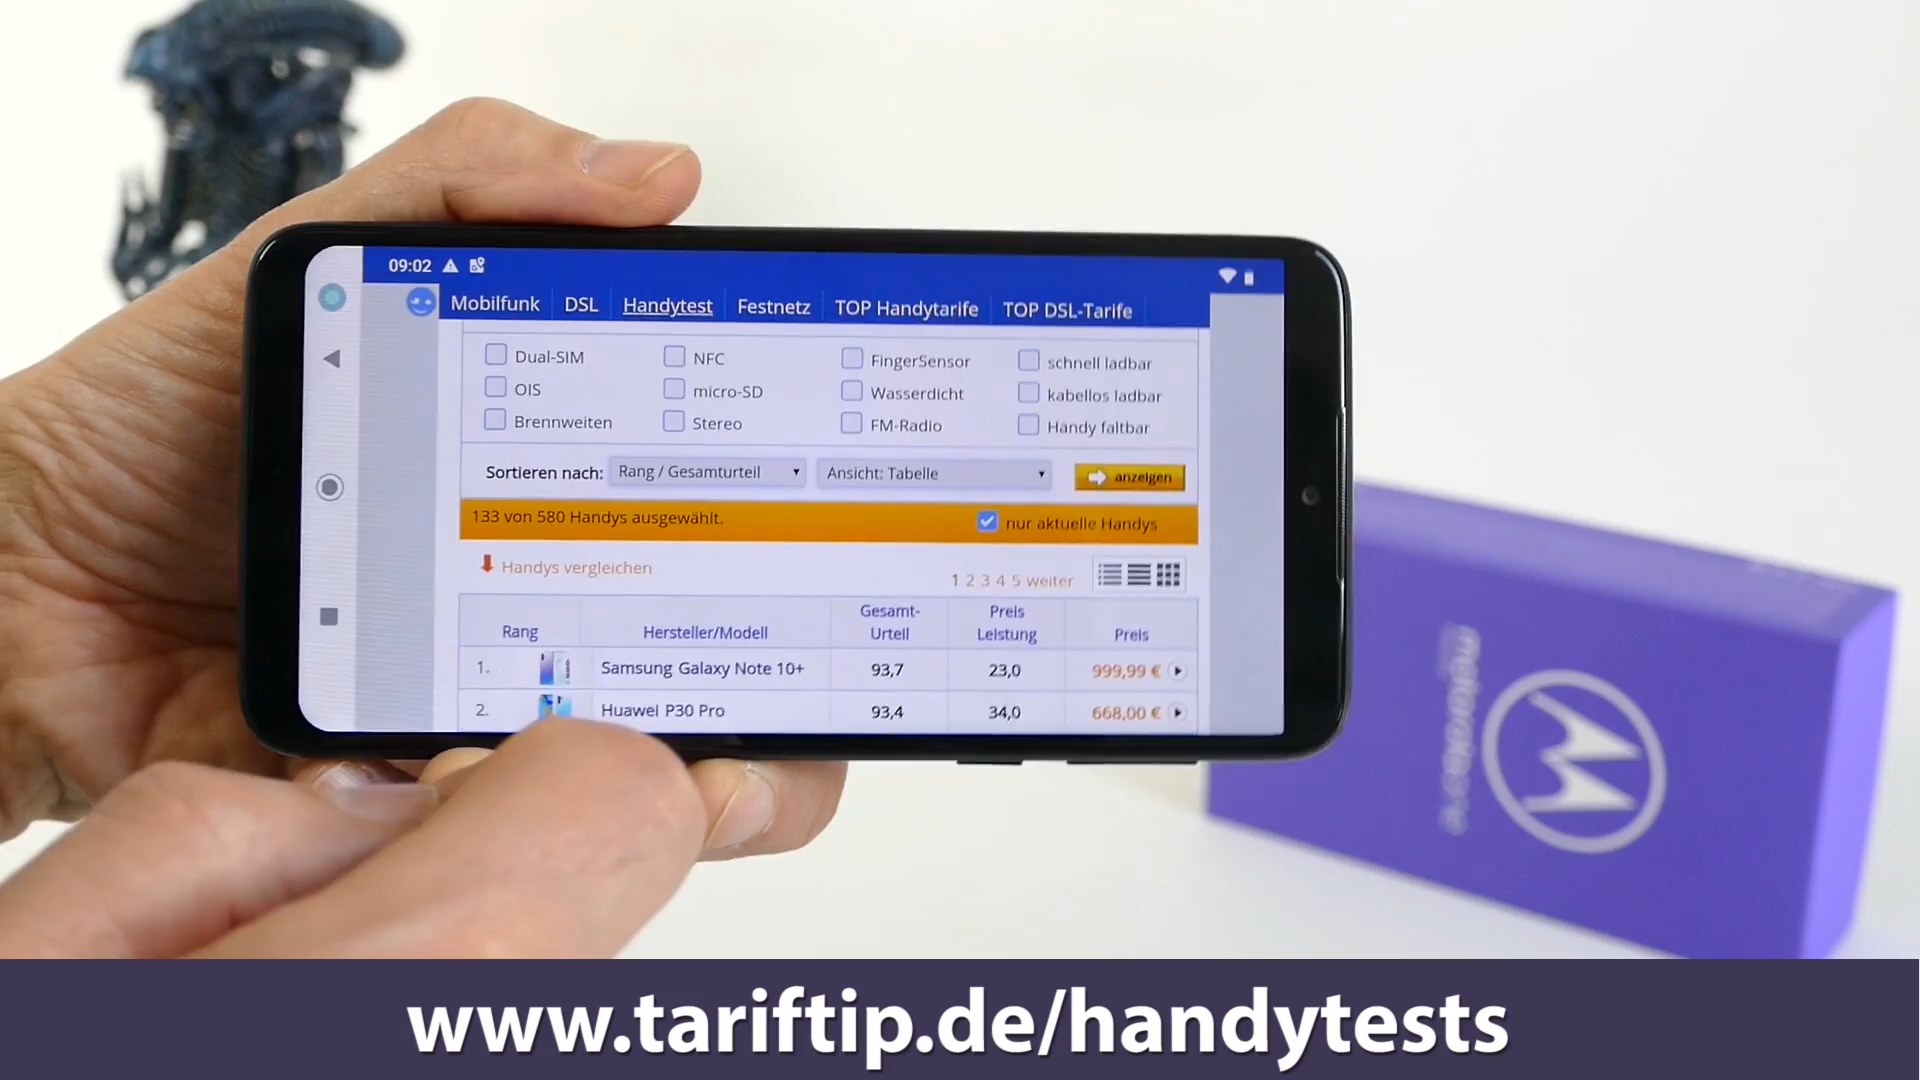 09:02
Mobilfunk DSL Handytest Festnetz TOP Handytarife TOP DSL-Tarife
Dual-SIM NFC FingerSensor schnell ladbar
OIS micro-SD Wasserdicht kabellos ladbar
Brennweiten Stereo FM-Radio Handy faltbar
Sortieren nach: Rang / Gesamturteil Ansicht: Tabelle anzeigen
133 von 580 Handys ausgewählt. nur aktuelle Handys
Handys vergleichen 1 2 3 4 5 weiter
Rang Hersteller/Modell Gesamt-Urteil Preis Leistung Preis
1. Samsung Galaxy Note 10+ 93,7 23,0 999,99 €
2. Huawei P30 Pro 93,4 34,0 668,00 €
www.tariftip.de/handytests